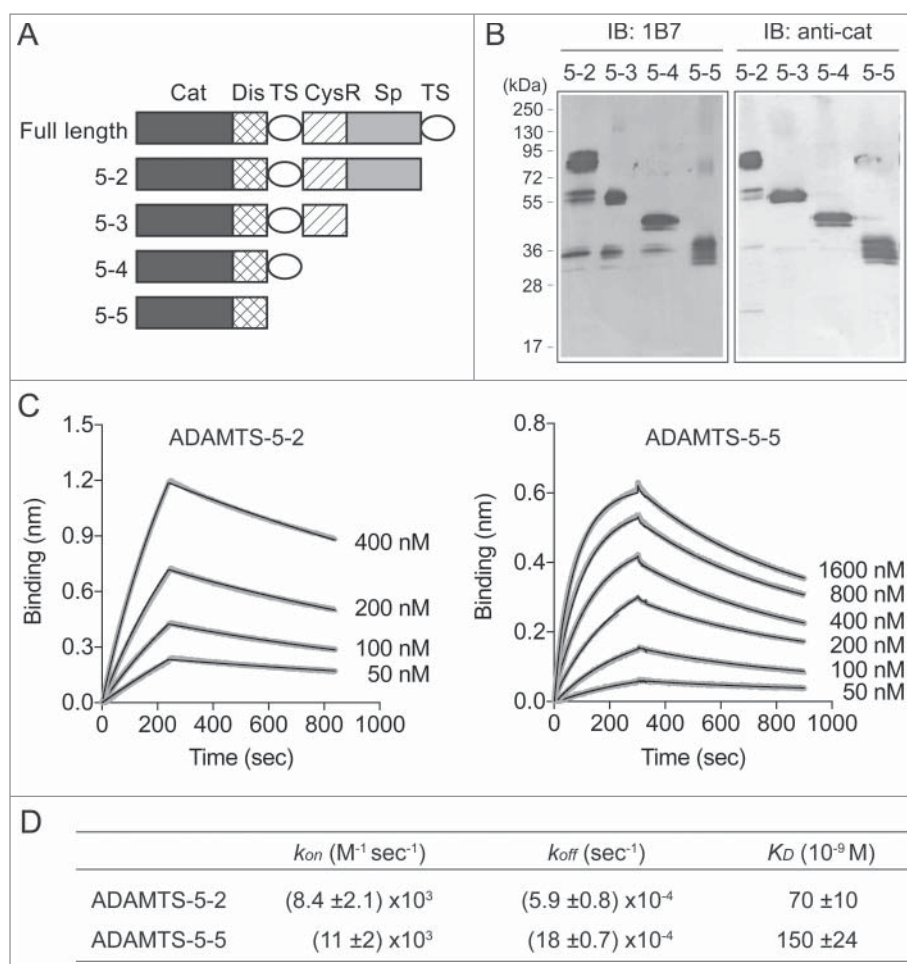 A
Cat Dis TS CysR Sp TS
Full length
5-2
5-3
5-4
5-5
B
IB: 1B7 IB: anti-cat
5-2 5-3 5-4 5-5 5-2 5-3 5-4 5-5
(kDa)
250
130
95
72
55
36
28
17
C
ADAMTS-5-2
Binding (nm)
1.5
1.2
0.9
0.6
0.3
0.0
400 nM
200 nM
100 nM
50 nM
0 200 400 600 800 1000
Time (sec)
ADAMTS-5-5
Binding (nm)
0.8
0.6
0.4
0.2
0.0
1600 nM
800 nM
400 nM
200 nM
100 nM
50 nM
0 200 400 600 800 1000
Time (sec)
D
kon (M-1 sec-1) koff (sec-1) KD (10-9 M)
ADAMTS-5-2 (8.4 ±2.1) x10³ (5.9 ±0.8) x10-4 70 ±10
ADAMTS-5-5 (11 ±2) x10³ (18 ±0.7) x10-4 150 ±24